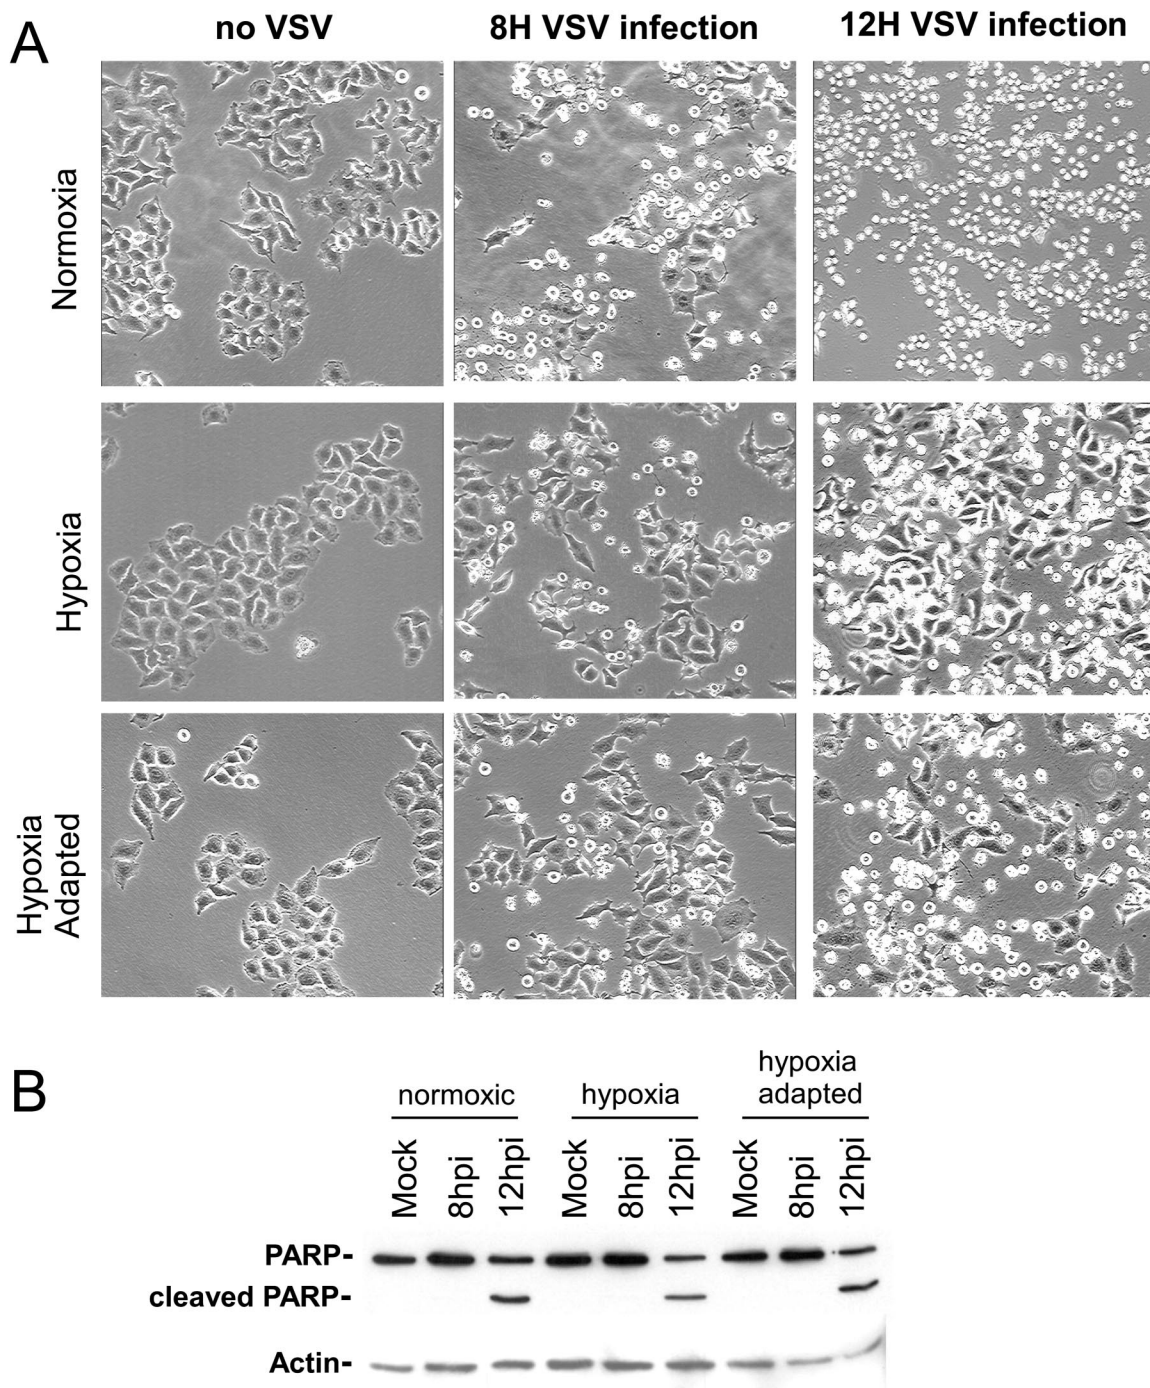 A
no VSV
8H VSV infection
12H VSV infection
Normoxia
Hypoxia
Hypoxia
Adapted
B
normoxic
hypoxia
hypoxia
adapted
Mock
8hpi
12hpi
Mock
8hpi
12hpi
Mock
8hpi
12hpi
PARP-
cleaved PARP-
Actin-